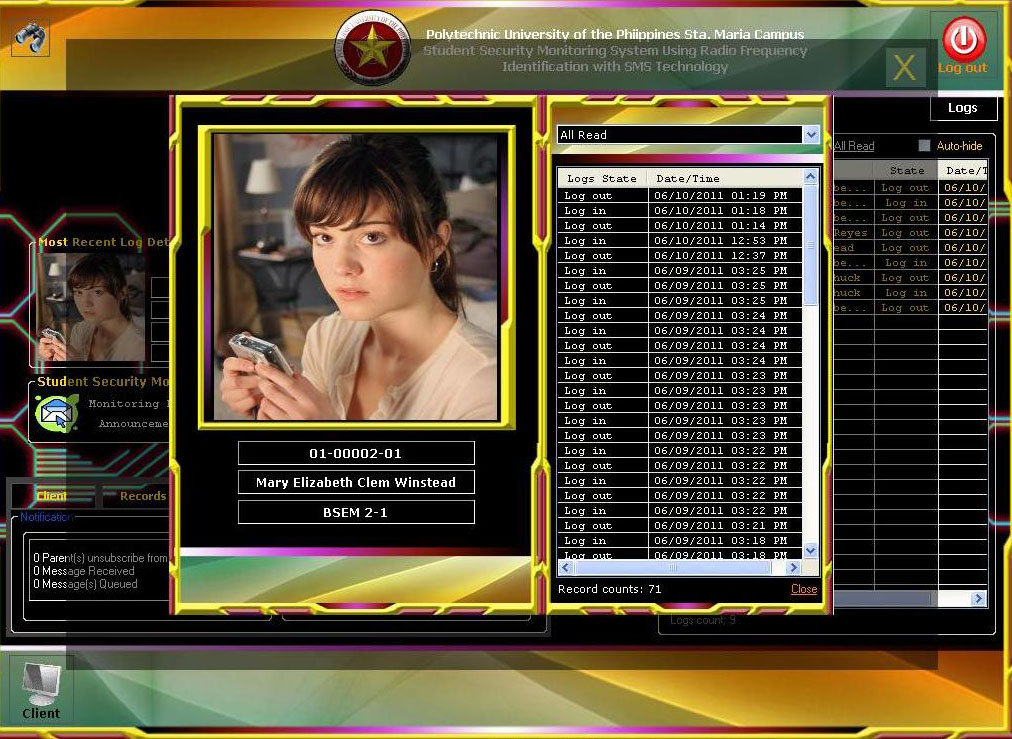 Polytechnic University of the Phiippines Sta. Maria Campus
Student Security Monitoring System Using Radio Frequency
Identification with SMS Technology
X
Log out
Logs
All Read
All Read
Auto-hide
Logs State Date/Time
Log out 06/10/2011 01:19 PM
Log in 06/10/2011 01:18 PM
Log out 06/10/2011 01:14 PM
Log in 06/10/2011 12:53 PM
Log out 06/10/2011 12:37 PM
Log in 06/09/2011 03:25 PM
Log out 06/09/2011 03:25 PM
Log in 06/09/2011 03:25 PM
Log out 06/09/2011 03:24 PM
Log in 06/09/2011 03:24 PM
Log out 06/09/2011 03:24 PM
Log in 06/09/2011 03:24 PM
Log out 06/09/2011 03:23 PM
Log in 06/09/2011 03:23 PM
Log out 06/09/2011 03:23 PM
Log in 06/09/2011 03:23 PM
Log out 06/09/2011 03:23 PM
Log in 06/09/2011 03:22 PM
Log out 06/09/2011 03:22 PM
Log in 06/09/2011 03:22 PM
Log out 06/09/2011 03:22 PM
Log in 06/09/2011 03:22 PM
Log out 06/09/2011 03:21 PM
Log in 06/09/2011 03:18 PM
Log out 06/09/2011 03:18 PM
Record counts: 71
Close
State Date/T
be... Log out 06/10/
be... Log in 06/10/
be... Log out 06/10/
Reyes Log out 06/10/
ead Log out 06/10/
be... Log in 06/10/
huck Log out 06/10/
huck Log in 06/10/
be... Log out 06/10/
Logs count: 9
Most Recent Log Det
Student Security Mo
Monitoring
Announceme
01-00002-01
Mary Elizabeth Clem Winstead
BSEM 2-1
Client
Records
Notification
0 Parent(s) unsubscribe from
0 Message Received
0 Message(s) Queued
Client